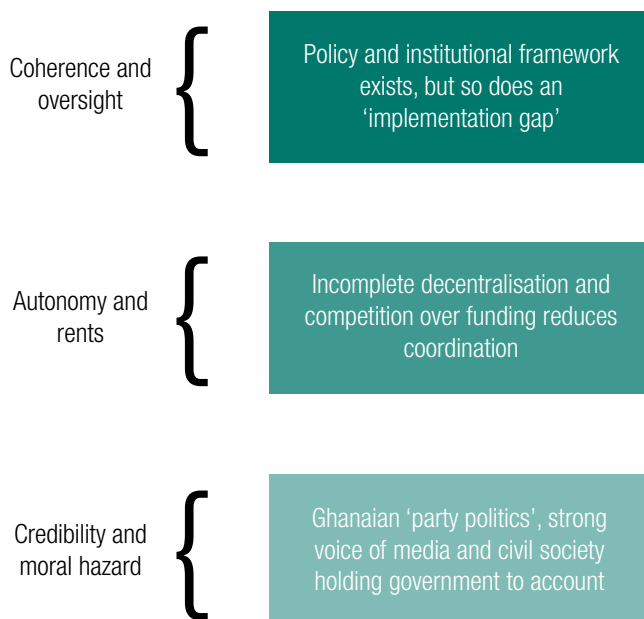 Coherence and
oversight
{
Policy and institutional framework
exists, but so does an
‘implementation gap’
Autonomy and
rents
{
Incomplete decentralisation and
competition over funding reduces
coordination
Credibility and
moral hazard
{
Ghanaian ‘party politics’, strong
voice of media and civil society
holding government to account